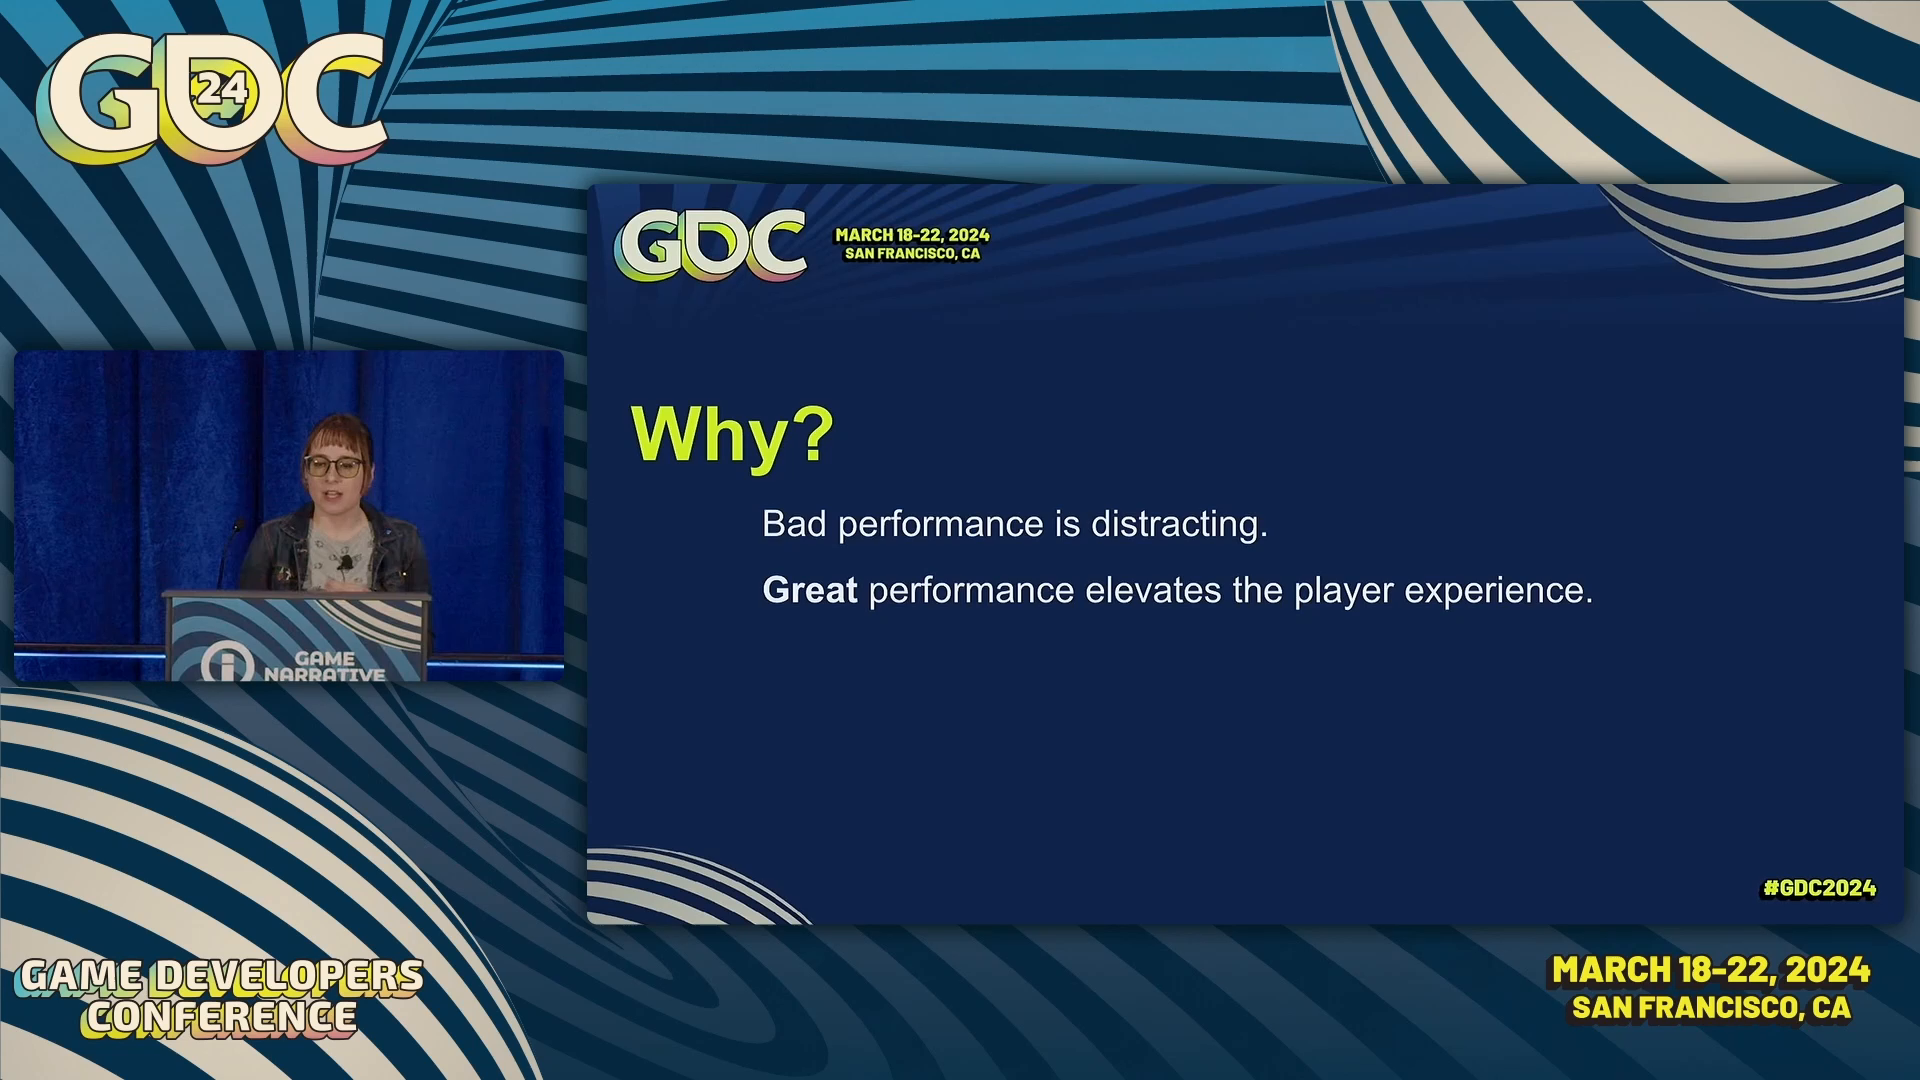 GDC
24
GDC
MARCH 18-22, 2024
SAN FRANCISCO, CA
Why?
Bad performance is distracting.
Great performance elevates the player experience.
GAME
NARRATIVE
#GDC2024
GAME DEVELOPERS
CONFERENCE
MARCH 18-22, 2024
SAN FRANCISCO, CA